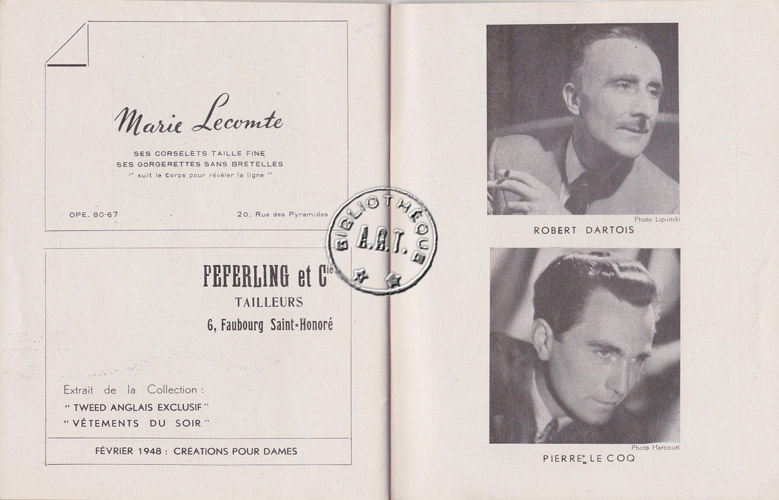 Marie Lecomte
SES CORSELETS TAILLE FINE
SES GORGERETTES SANS BRETELLES
" suit le corps pour révéler la ligne "
OPE. 80-67
20, Rue des Pyramides
FEFERLING et Cie
TAILLEURS
6, Faubourg Saint-Honoré
Extrait de la Collection :
" TWEED ANGLAIS EXCLUSIF "
" VÊTEMENTS DU SOIR "
FÉVRIER 1948 : CRÉATIONS POUR DAMES
BIBLIOTHÈQUE
A.R.T.
Photo Lipnitzki
ROBERT DARTOIS
Photo Harcourt
PIERRE LE COQ